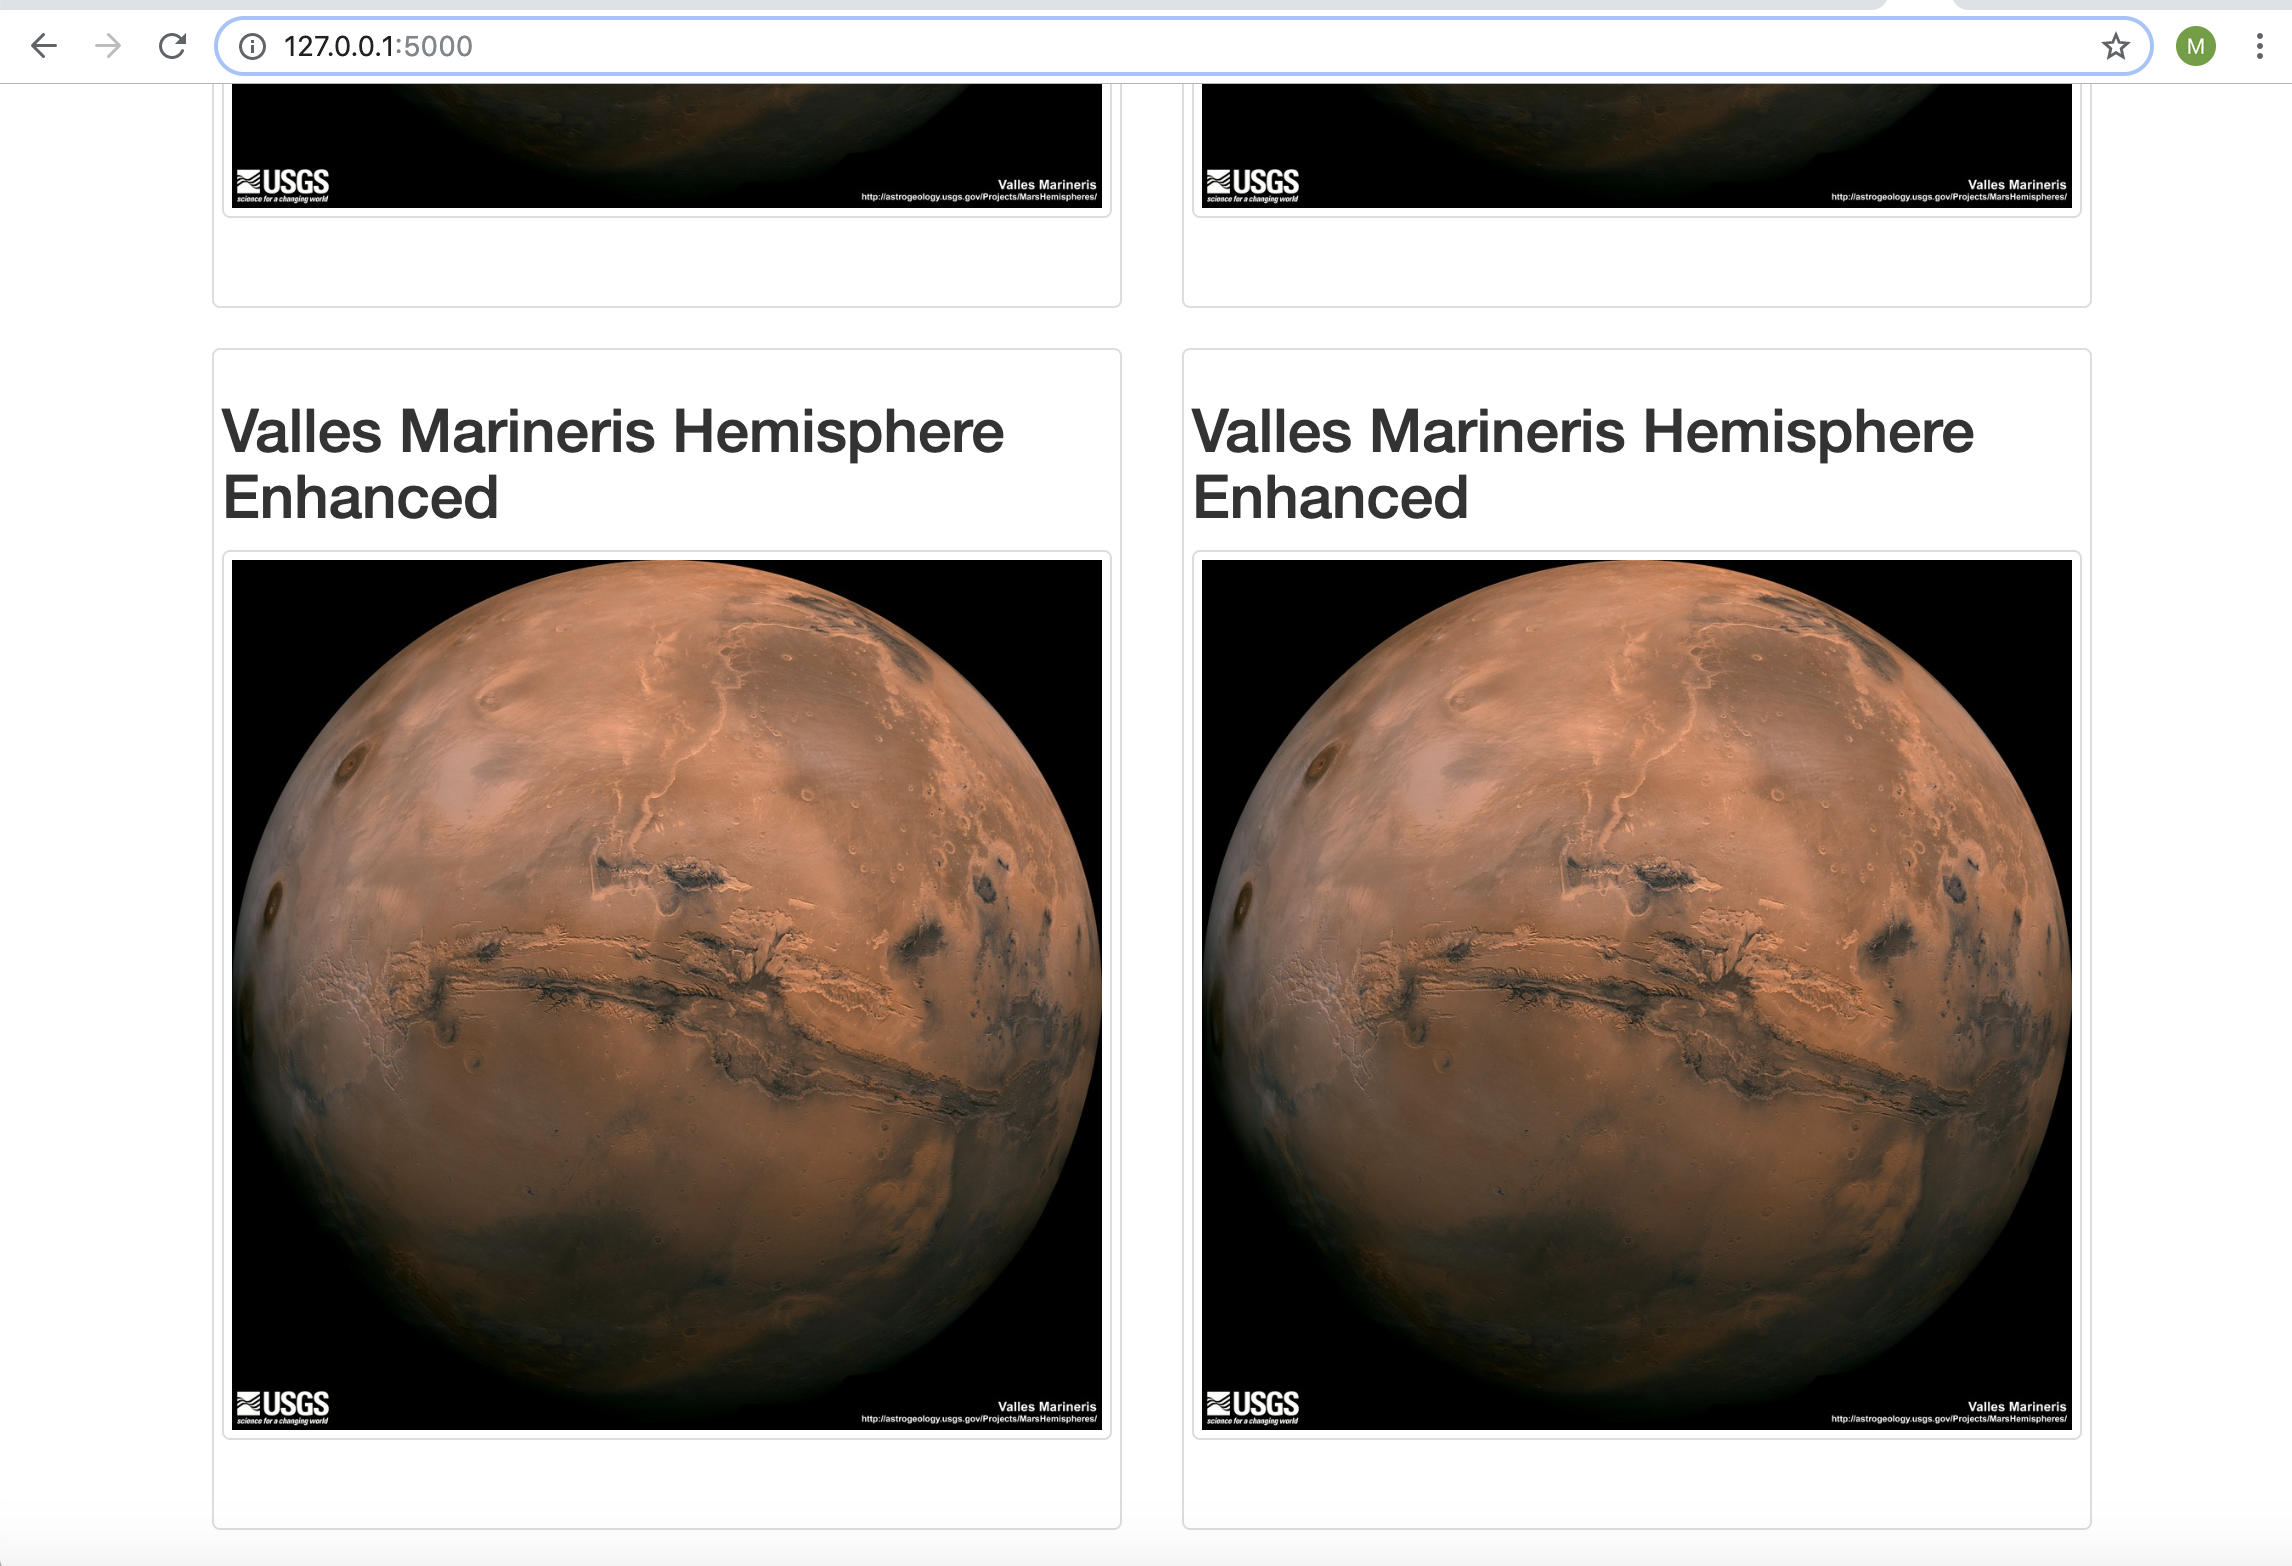 127.0.0.1:5000
M
USGS
science for a changing world
Valles Marineris
http://astrogeology.usgs.gov/Projects/MarsHemispheres/
USGS
science for a changing world
Valles Marineris
http://astrogeology.usgs.gov/Projects/MarsHemispheres/
Valles Marineris Hemisphere
Enhanced
USGS
science for a changing world
Valles Marineris
http://astrogeology.usgs.gov/Projects/MarsHemispheres/
Valles Marineris Hemisphere
Enhanced
USGS
science for a changing world
Valles Marineris
http://astrogeology.usgs.gov/Projects/MarsHemispheres/